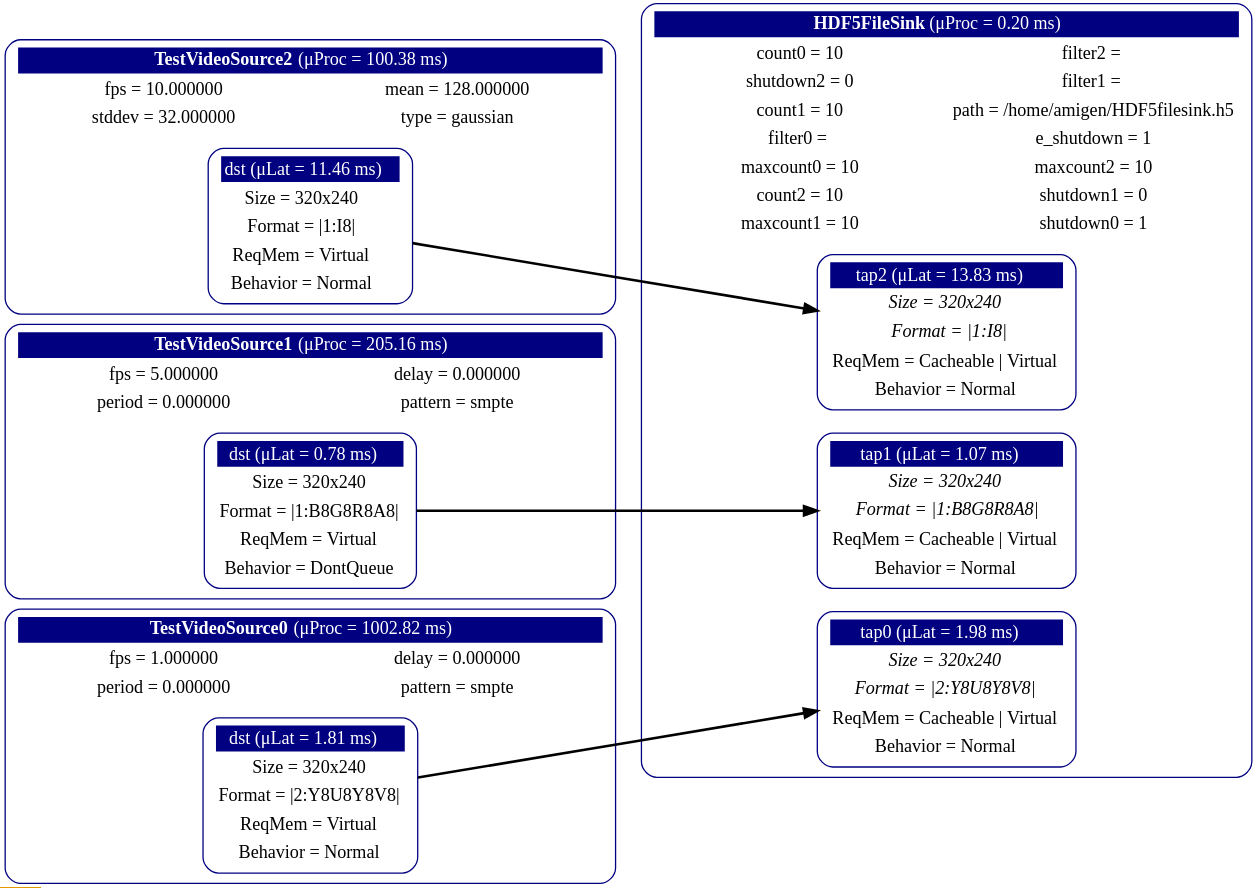 TestVideoSource2 (μProc = 100.38 ms)
fps = 10.000000 mean = 128.000000
stddev = 32.000000 type = gaussian
dst (μLat = 11.46 ms)
Size = 320x240
Format = |1:I8|
ReqMem = Virtual
Behavior = Normal
TestVideoSource1 (μProc = 205.16 ms)
fps = 5.000000 delay = 0.000000
period = 0.000000 pattern = smpte
dst (μLat = 0.78 ms)
Size = 320x240
Format = |1:B8G8R8A8|
ReqMem = Virtual
Behavior = DontQueue
TestVideoSource0 (μProc = 1002.82 ms)
fps = 1.000000 delay = 0.000000
period = 0.000000 pattern = smpte
dst (μLat = 1.81 ms)
Size = 320x240
Format = |2:Y8U8Y8V8|
ReqMem = Virtual
Behavior = Normal
HDF5FileSink (μProc = 0.20 ms)
count0 = 10 filter2 =
shutdown2 = 0 filter1 =
count1 = 10 path = /home/amigen/HDF5filesink.h5
filter0 = e_shutdown = 1
maxcount0 = 10 maxcount2 = 10
count2 = 10 shutdown1 = 0
maxcount1 = 10 shutdown0 = 1
tap2 (μLat = 13.83 ms)
Size = 320x240
Format = |1:I8|
ReqMem = Cacheable | Virtual
Behavior = Normal
tap1 (μLat = 1.07 ms)
Size = 320x240
Format = |1:B8G8R8A8|
ReqMem = Cacheable | Virtual
Behavior = Normal
tap0 (μLat = 1.98 ms)
Size = 320x240
Format = |2:Y8U8Y8V8|
ReqMem = Cacheable | Virtual
Behavior = Normal